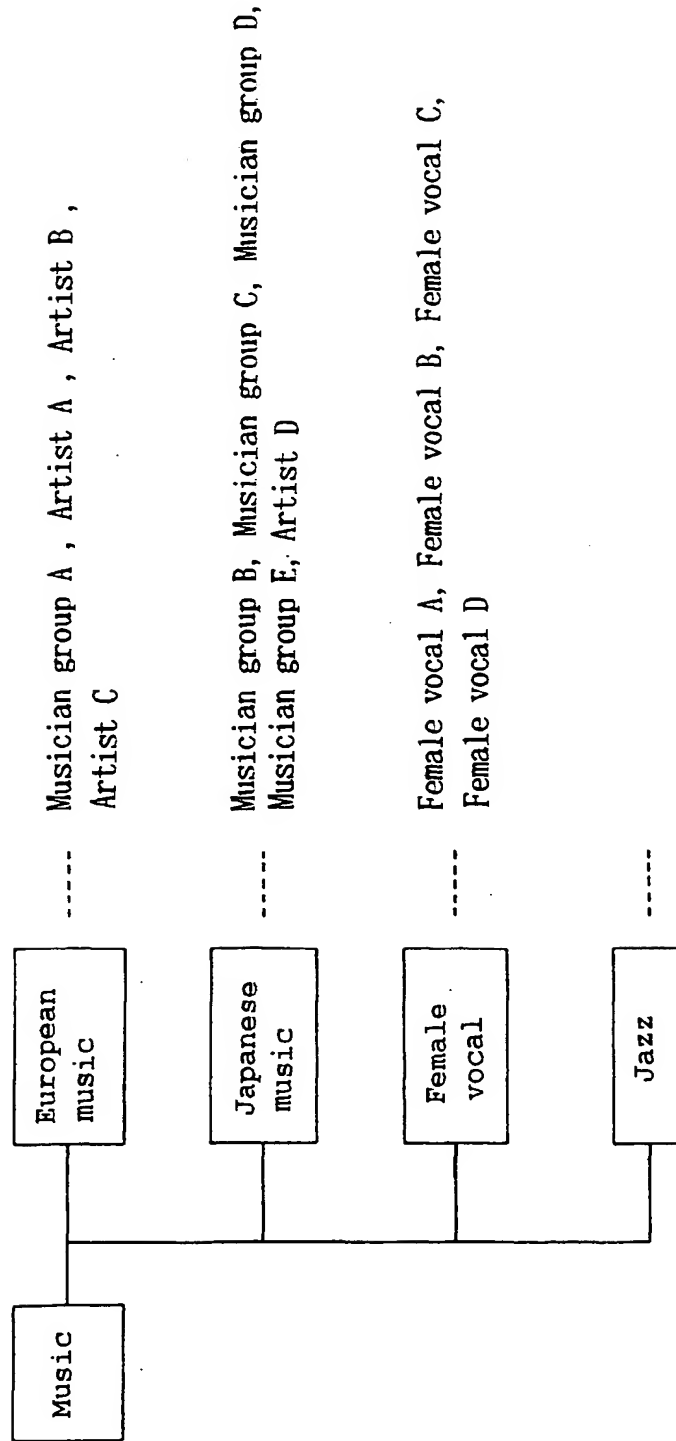 Music
European
music
----- Musician group A , Artist A , Artist B ,
Artist C
Japanese
music
----- Musician group B, Musician group C, Musician group D,
Musician group E, Artist D
Female
vocal
----- Female vocal A, Female vocal B, Female vocal C,
Female vocal D
Jazz
-----